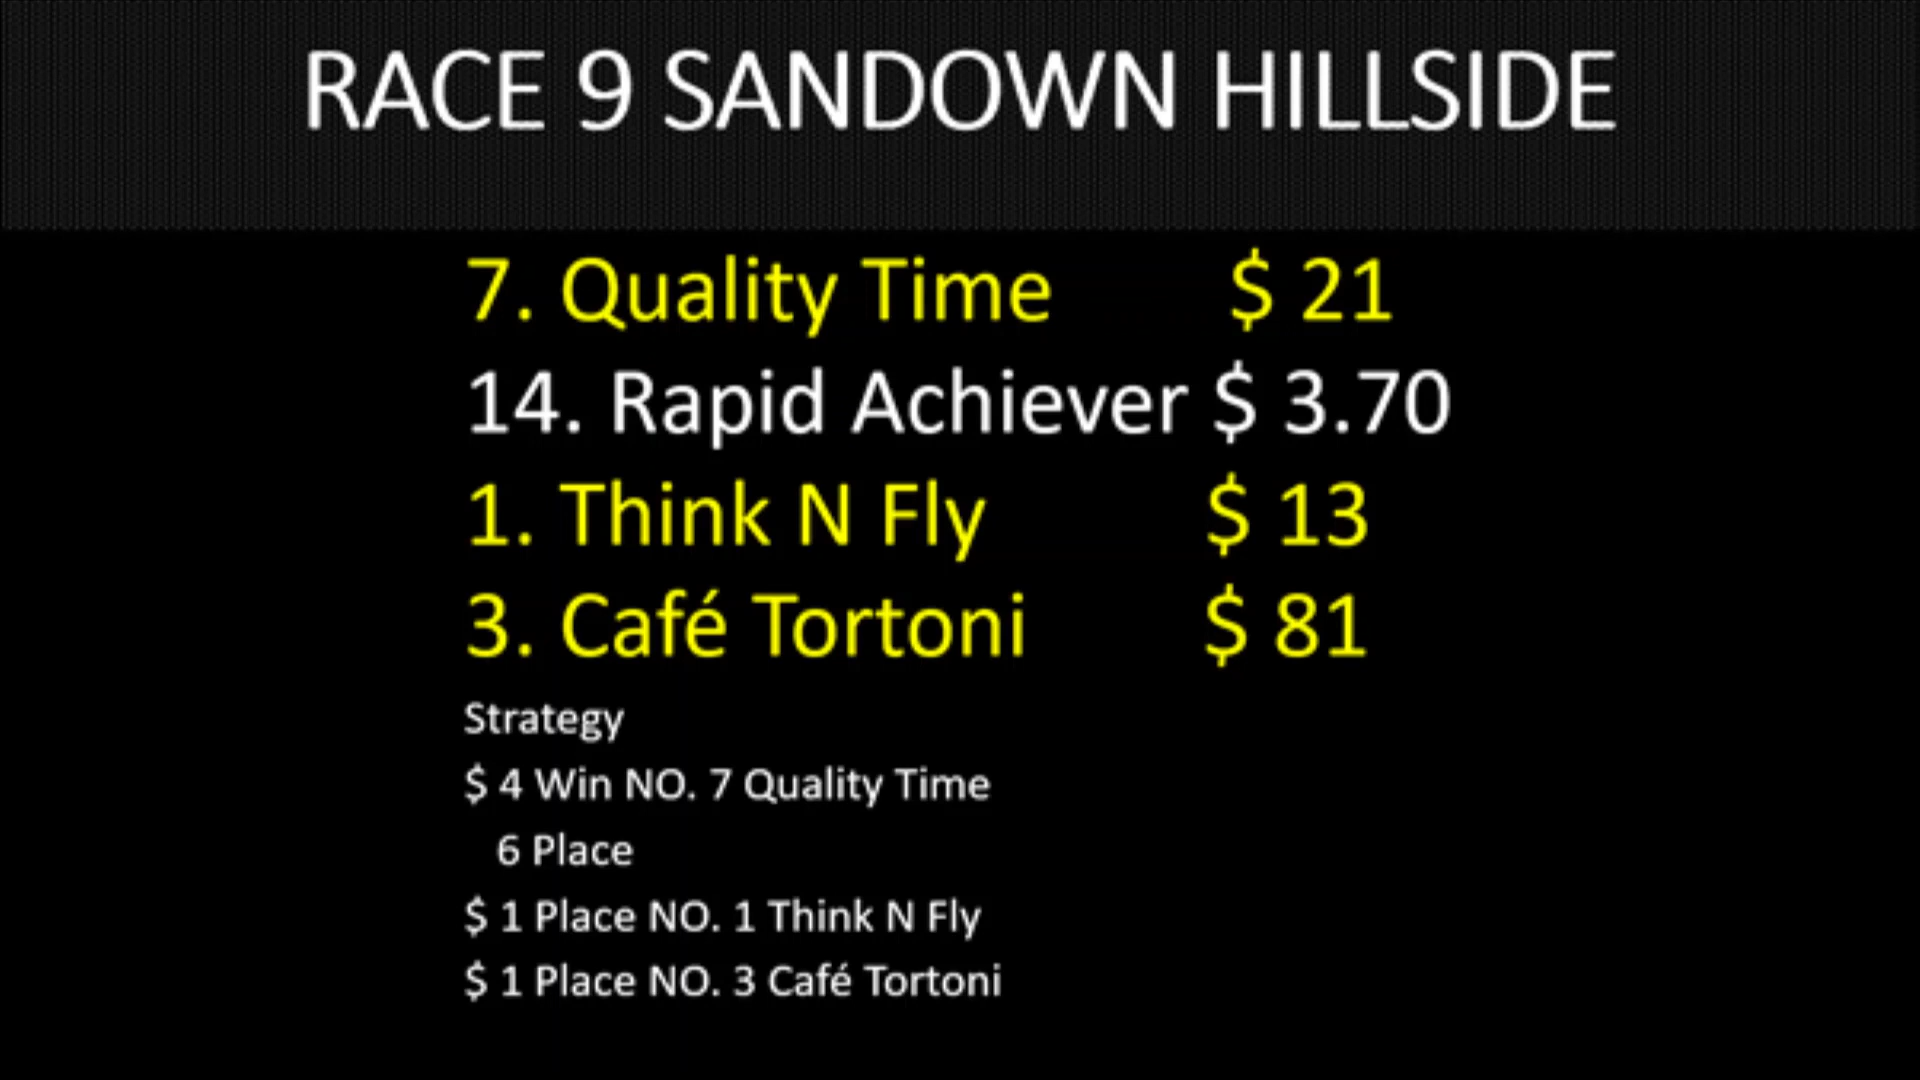 RACE 9 SANDOWN HILLSIDE
7. Quality Time $ 21
14. Rapid Achiever $ 3.70
1. Think N Fly $ 13
3. Café Tortoni $ 81
Strategy
$ 4 Win NO. 7 Quality Time
6 Place
$ 1 Place NO. 1 Think N Fly
$ 1 Place NO. 3 Café Tortoni